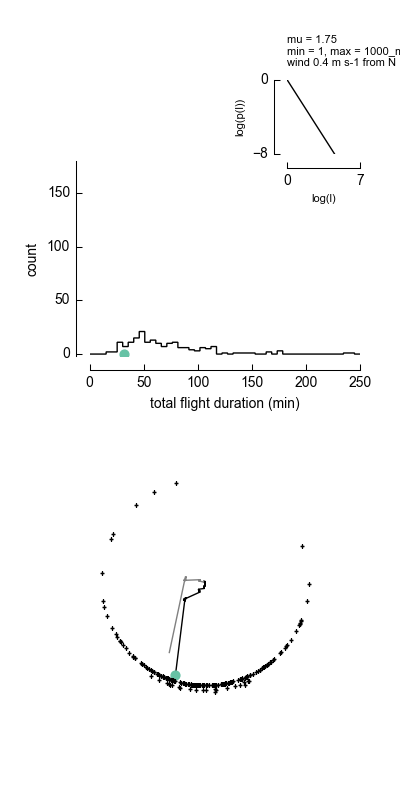 mu = 1.75
min = 1, max = 1000_m
wind 0.4 m s-1 from N
0
−8
log(p(l))
0
7
log(l)
150
100
50
0
count
0
50
100
150
200
250
total flight duration (min)